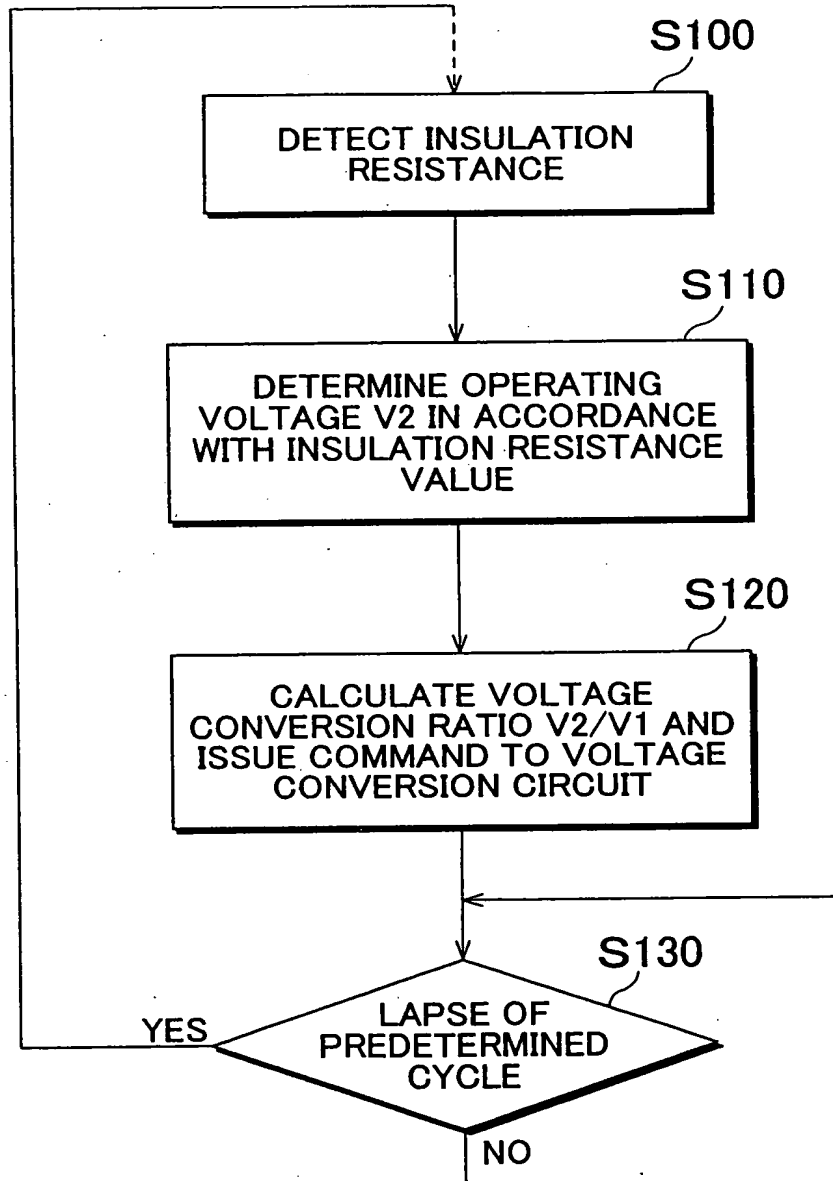 S100
DETECT INSULATION
RESISTANCE
S110
DETERMINE OPERATING
VOLTAGE V2 IN ACCORDANCE
WITH INSULATION RESISTANCE
VALUE
S120
CALCULATE VOLTAGE
CONVERSION RATIO V2/V1 AND
ISSUE COMMAND TO VOLTAGE
CONVERSION CIRCUIT
S130
YES
LAPSE OF
PREDETERMINED
CYCLE
NO